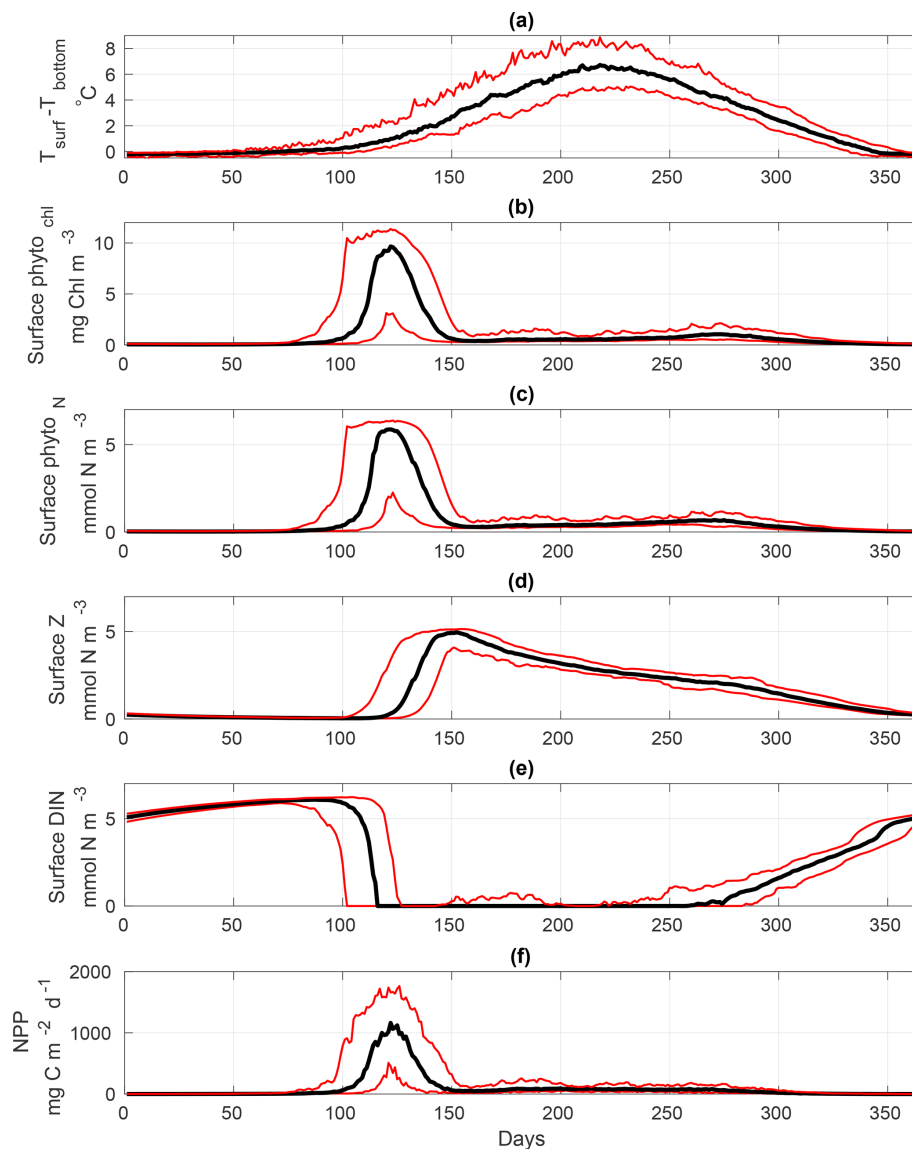 (a)
T surf -T bottom
°C
8
6
4
2
0
0 50 100 150 200 250 300 350
(b)
Surface phyto chl
mg Chl m -3
10
5
0
0 50 100 150 200 250 300 350
(c)
Surface phyto N
mmol N m -3
5
0
0 50 100 150 200 250 300 350
(d)
Surface Z
mmol N m -3
5
0
0 50 100 150 200 250 300 350
(e)
Surface DIN
mmol N m -3
5
0
0 50 100 150 200 250 300 350
(f)
NPP
mg C m -2 d -1
2000
1000
0
0 50 100 150 200 250 300 350
Days